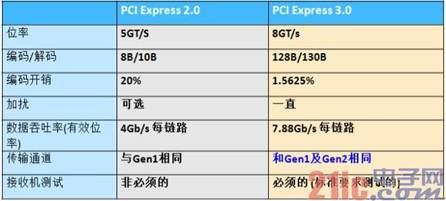 PCI Express 2.0 PCI Express 3.0
位率 5GT/S 8GT/s
编码/解码 8B/10B 128B/130B
编码开销 20% 1.5625%
加扰 可选 一直
数据吞吐率(有效位率) 4Gb/s 每链路 7.88Gb/s 每链路
传输通道 与Gen1相同 和Gen1及Gen2相同
接收机测试 非必须的 必须的 (标准要求测试的)
21ic电子网